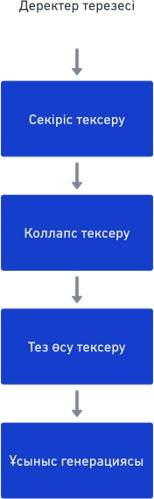 Деректер терезесі
Секіріс тексеру
Коллапс тексеру
Тез өсу тексеру
Ұсыныс генерациясы